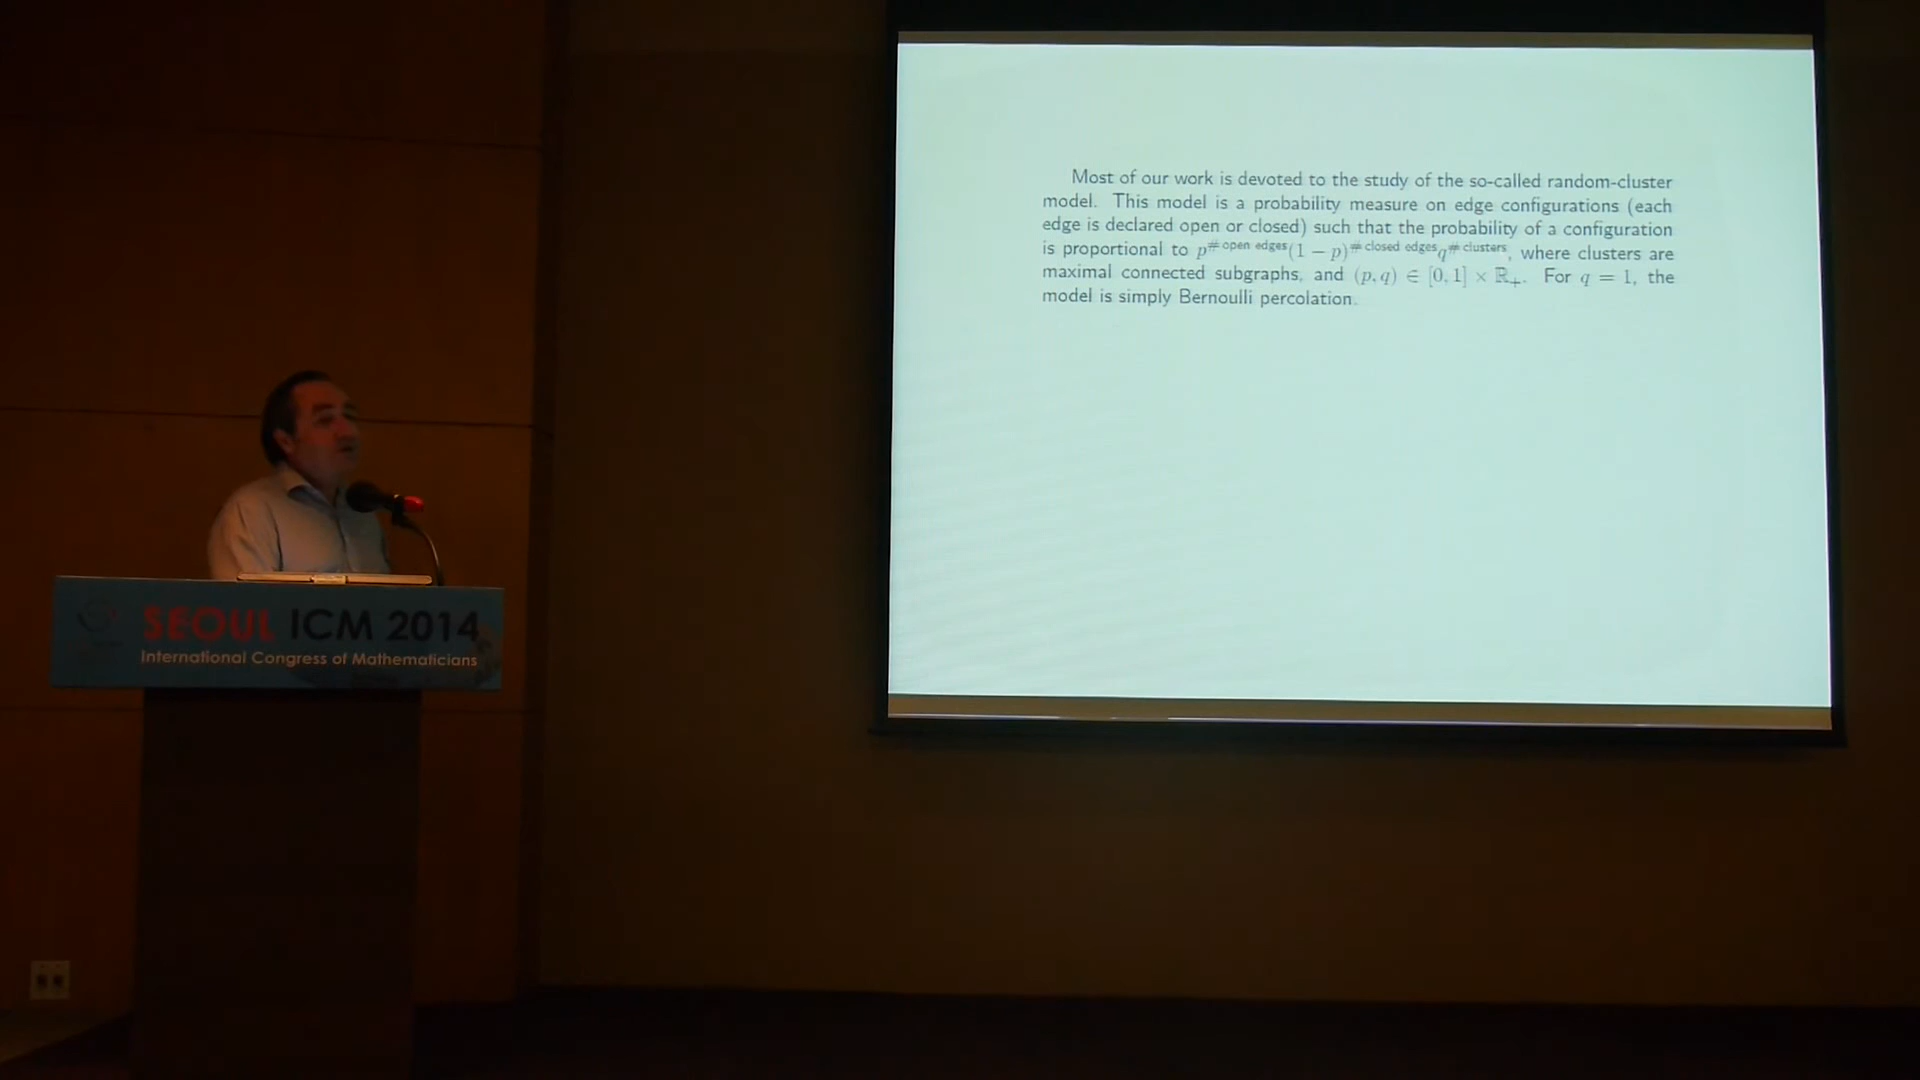 Most of our work is devoted to the study of the so-called random-cluster
model. This model is a probability measure on edge configurations (each
edge is declared open or closed) such that the probability of a configuration
is proportional to p^{# open edges}(1 − p)^{# closed edges}q^{# clusters}, where clusters are
maximal connected subgraphs, and (p, q) ∈ [0, 1] × ℝ₊. For q = 1, the
model is simply Bernoulli percolation.
SEOUL ICM 2014
International Congress of Mathematicians